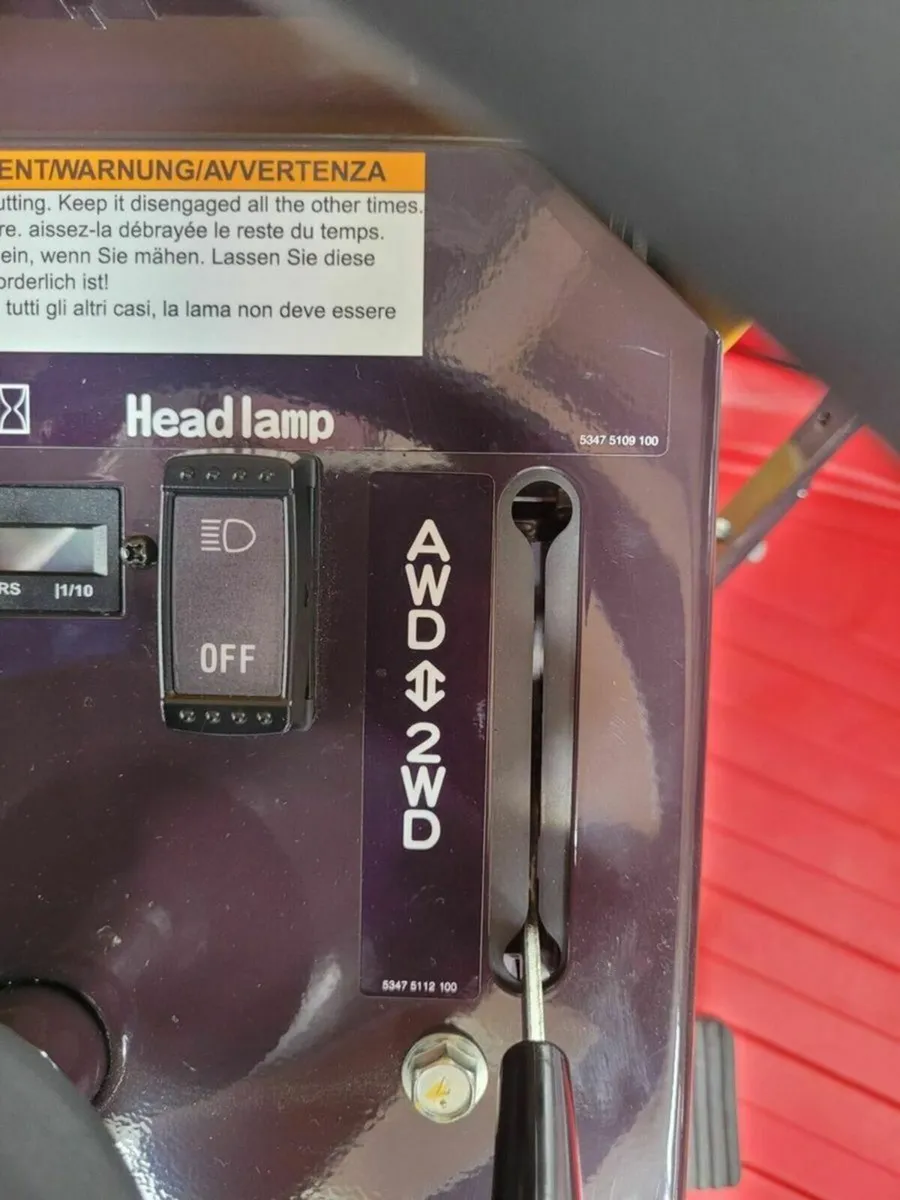 ENT/WARNUNG/AVVERTENZA
utting. Keep it disengaged all the other times.
re. aissez-la débrayée le reste du temps.
ein, wenn Sie mähen. Lassen Sie diese
orderlich ist!
tutti gli altri casi, la lama non deve essere
Head lamp
5347 5109 100
RS 1/10
OFF
AWD
2WD
5347 5112 100